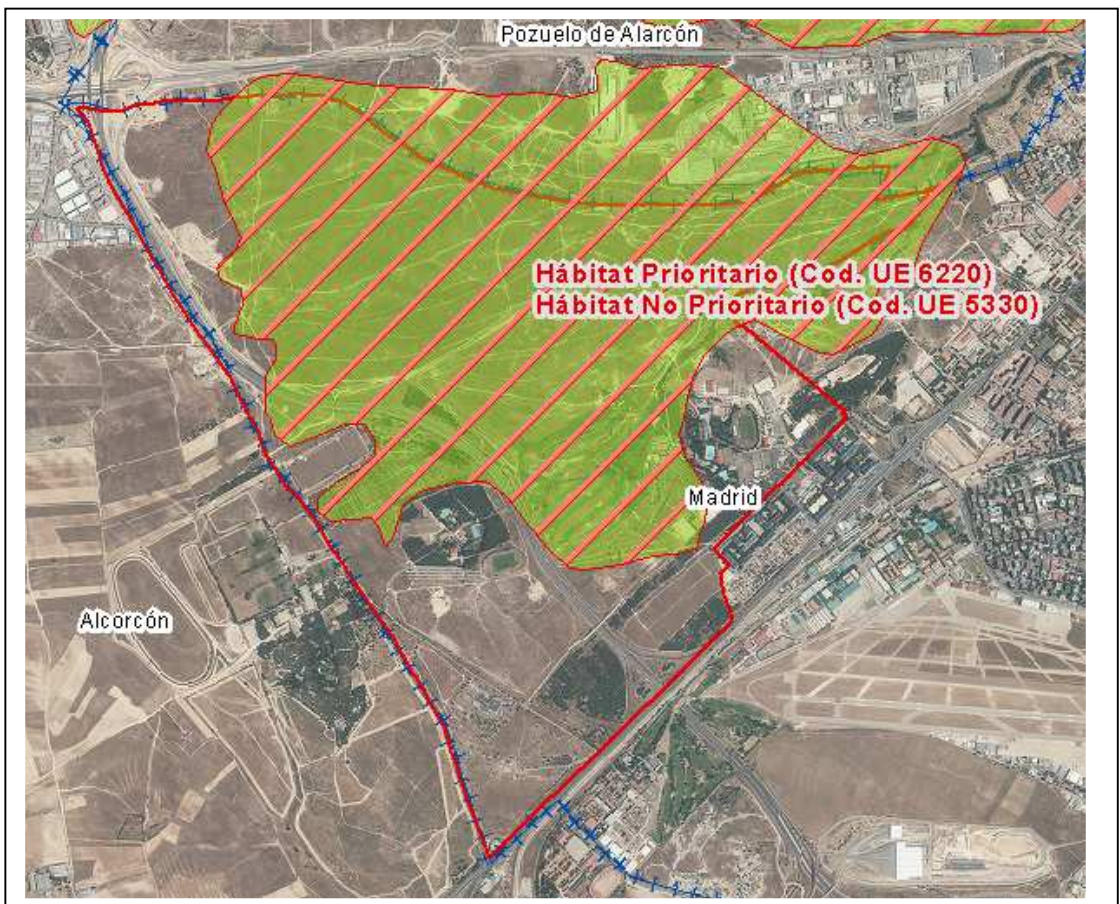 Pozuelo de Alarcón
Hábitat Prioritario (Cod. UE 6220)
Hábitat No Prioritario (Cod. UE 5330)
Madrid
Alcorcón